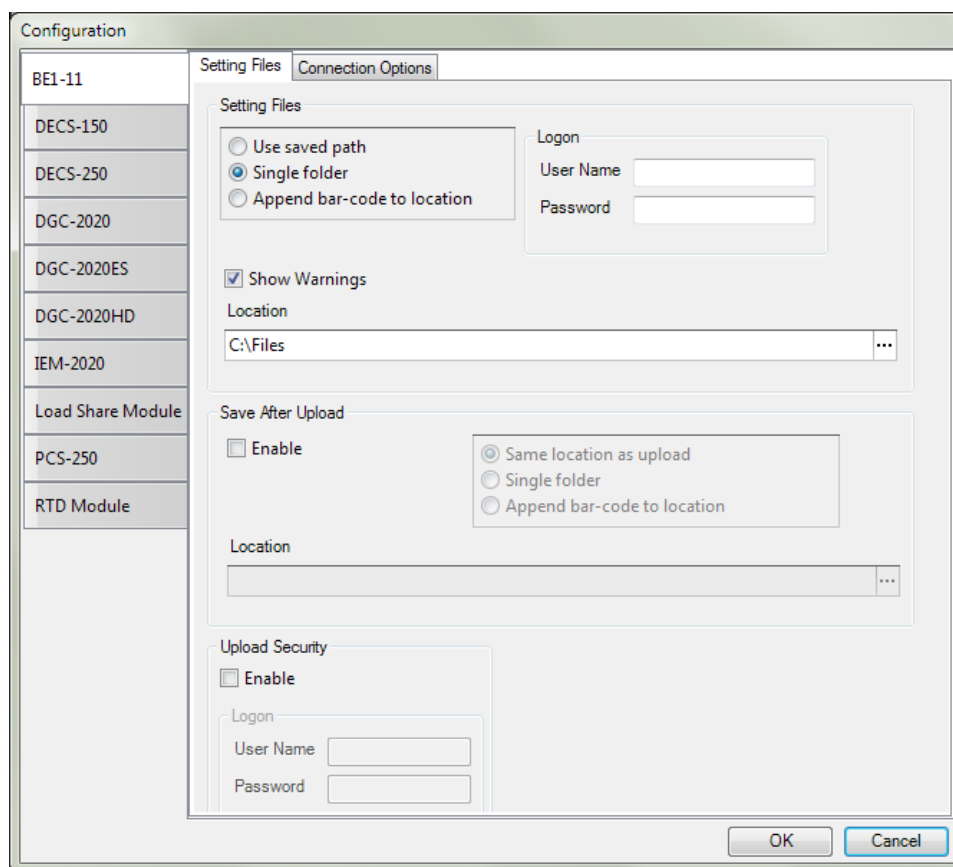 Configuration
BE1-11
DECS-150
DECS-250
DGC-2020
DGC-2020ES
DGC-2020HD
IEM-2020
Load Share Module
PCS-250
RTD Module
Setting Files
Connection Options
Setting Files
Use saved path
Single folder
Append bar-code to location
Logon
User Name
Password
Show Warnings
Location
C:\Files
...
Save After Upload
Enable
Same location as upload
Single folder
Append bar-code to location
Location
...
Upload Security
Enable
Logon
User Name
Password
OK
Cancel